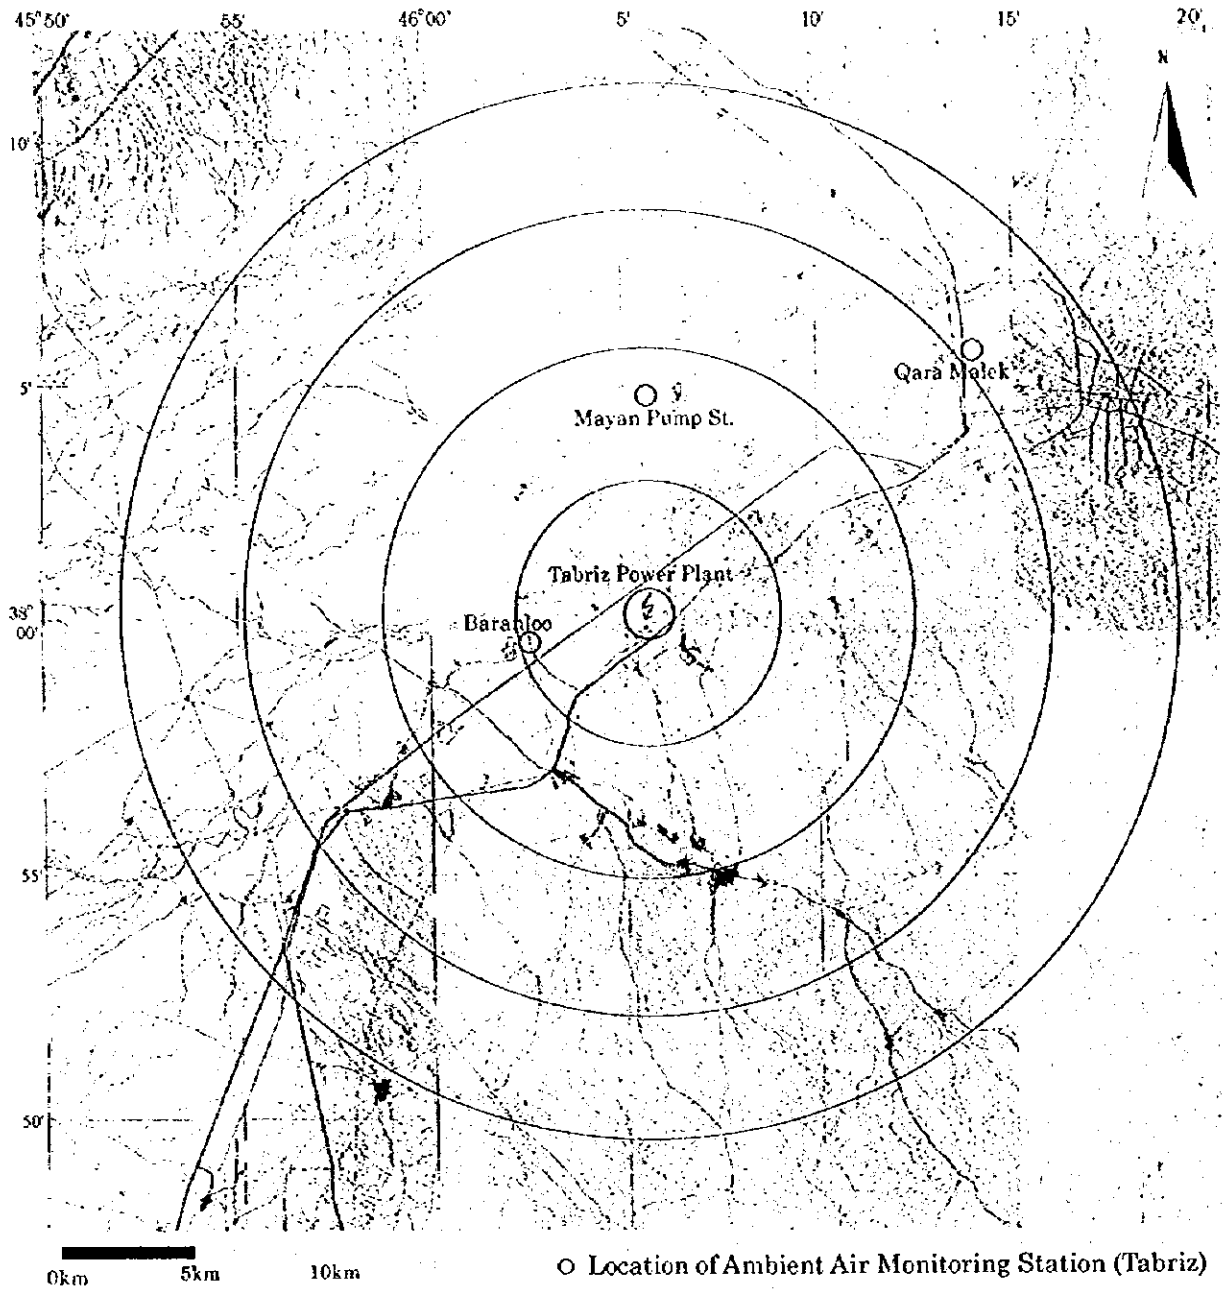 45°50' 55' 46°00' 5' 10' 15' 20'
N
10'
Qara Malek
5'
Mayan Pump St.
Tabriz Power Plant
38°
00'
Baranloo
55'
50'
0km 5km 10km
Location of Ambient Air Monitoring Station (Tabriz)